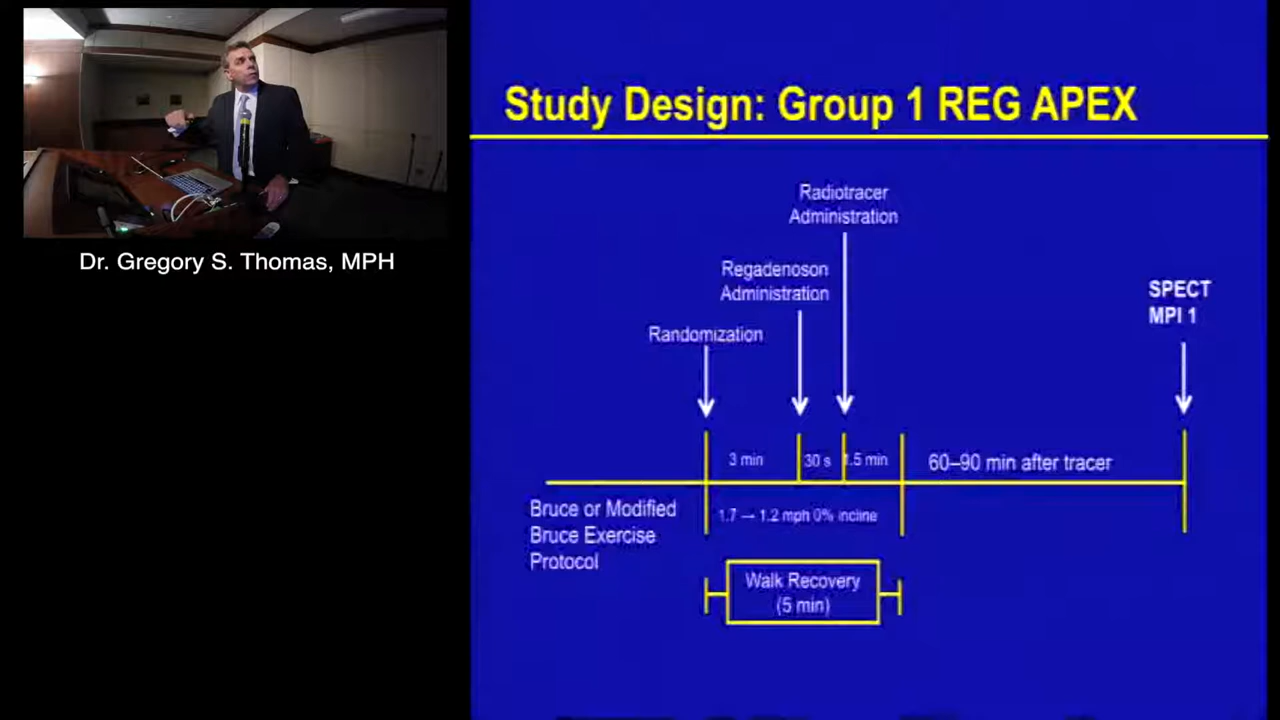 Dr. Gregory S. Thomas, MPH
Study Design: Group 1 REG APEX
Radiotracer
Administration
Regadenoson
Administration
Randomization
SPECT
MPI 1
3 min
30 s
1.5 min
60–90 min after tracer
Bruce or Modified
Bruce Exercise
Protocol
1.7 → 1.2 mph 0% incline
Walk Recovery
(5 min)